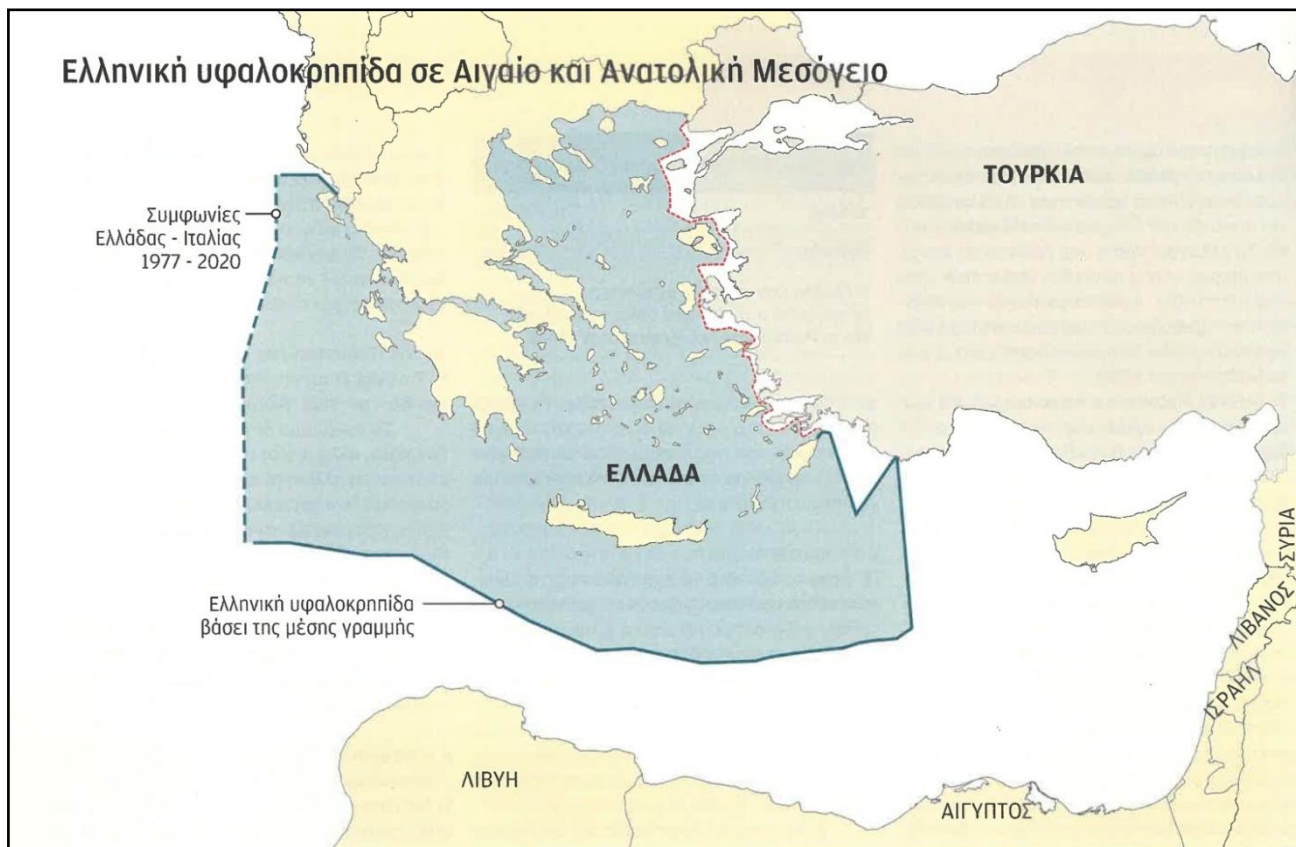 Ελληνική υφαλοκρηπίδα σε Αιγαίο και Ανατολική Μεσόγειο
ΤΟΥΡΚΙΑ
Συμφωνίες
Ελλάδας - Ιταλίας
1977 - 2020
ΕΛΛΑΔΑ
ΣΥΡΙΑ
ΛΙΒΑΝΟΣ
Ελληνική υφαλοκρηπίδα
βάσει της μέσης γραμμής
ΙΣΡΑΗΛ
ΛΙΒΥΗ
ΑΙΓΥΠΤΟΣ